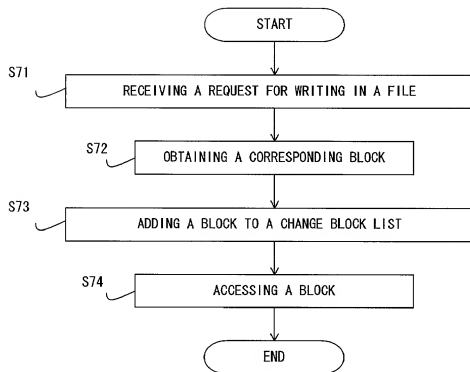 START
S71
RECEIVING A REQUEST FOR WRITING IN A FILE
S72
OBTAINING A CORRESPONDING BLOCK
S73
ADDING A BLOCK TO A CHANGE BLOCK LIST
S74
ACCESSING A BLOCK
END